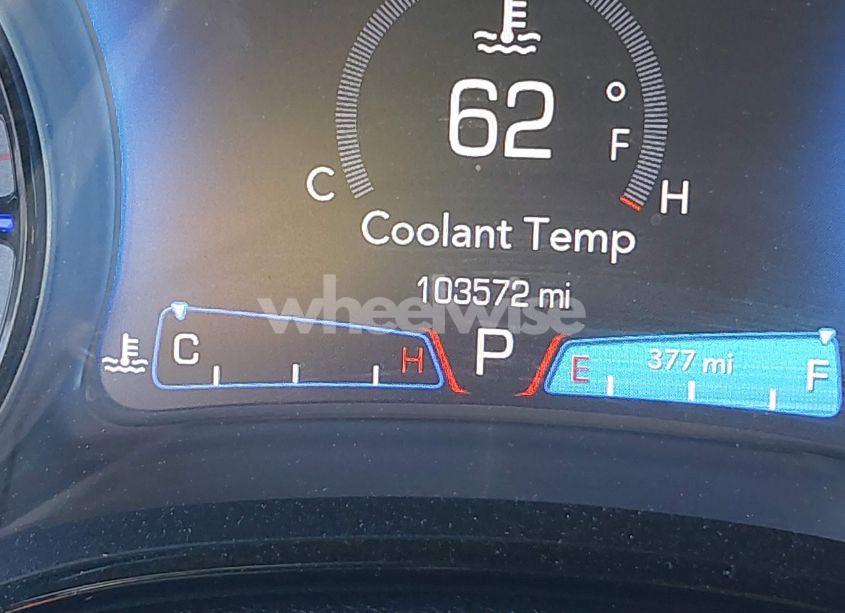 62 °F
C H
Coolant Temp
103572 mi
wheelwise
C H P E 377 mi F